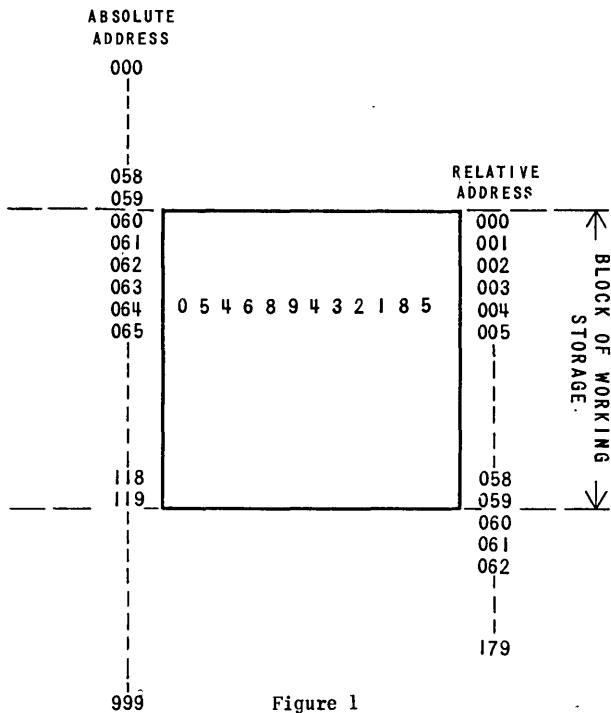 ABSOLUTE
ADDRESS
000
058
059
RELATIVE
ADDRESS
060 000
061 001
062 002
063 003
064 0 5 4 6 8 9 4 3 2 1 8 5 004
065 005
BLOCK OF WORKING
STORAGE.
118 058
119 059
060
061
062
179
999 Figure 1